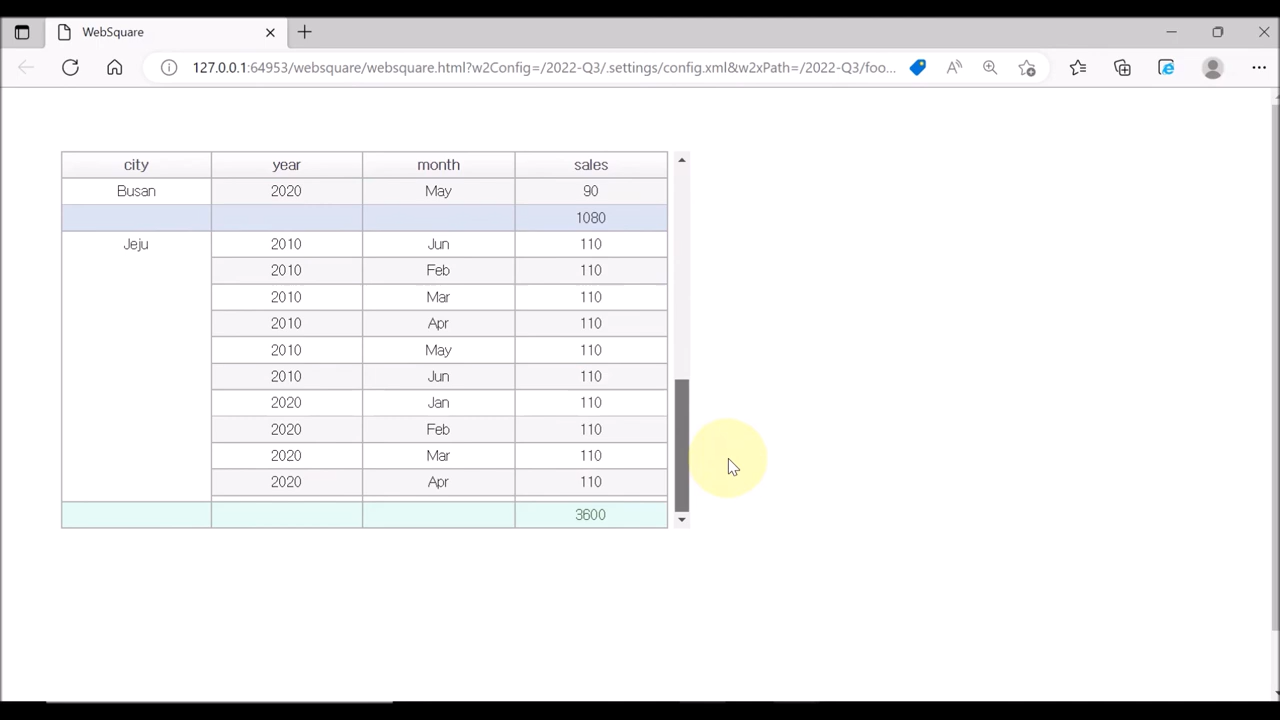 WebSquare
127.0.0.1:64953/websquare/websquare.html?w2Config=/2022-Q3/.settings/config.xml&w2xPath=/2022-Q3/foo...
city year month sales
Busan 2020 May 90
1080
Jeju 2010 Jun 110
2010 Feb 110
2010 Mar 110
2010 Apr 110
2010 May 110
2010 Jun 110
2020 Jan 110
2020 Feb 110
2020 Mar 110
2020 Apr 110
3600